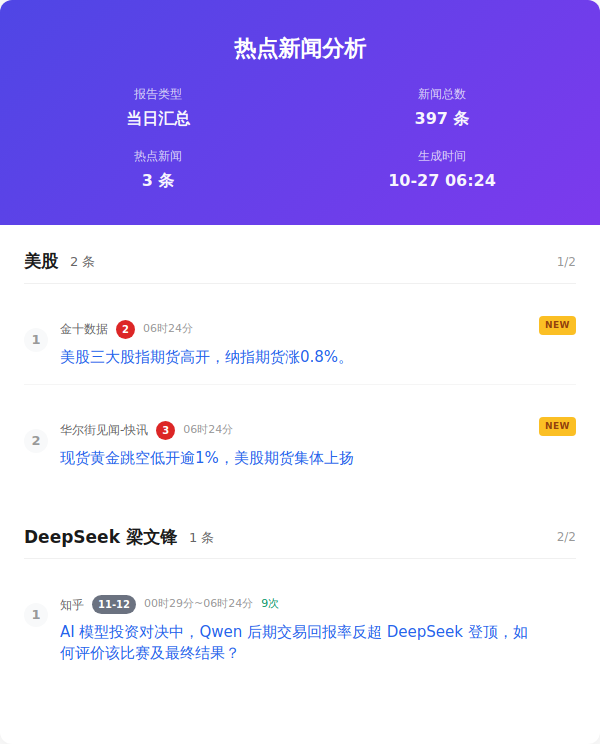 热点新闻分析
报告类型
新闻总数
当日汇总
397 条
热点新闻
生成时间
3 条
10-27 06:24
美股 2 条 1/2
1 金十数据 2 06时24分 NEW
美股三大股指期货高开，纳指期货涨0.8%。
2 华尔街见闻-快讯 3 06时24分 NEW
现货黄金跳空低开逾1%，美股期货集体上扬
DeepSeek 梁文锋 1 条 2/2
1 知乎 11-12 00时29分~06时24分 9次
AI 模型投资对决中，Qwen 后期交易回报率反超 DeepSeek 登顶，如
何评价该比赛及最终结果？